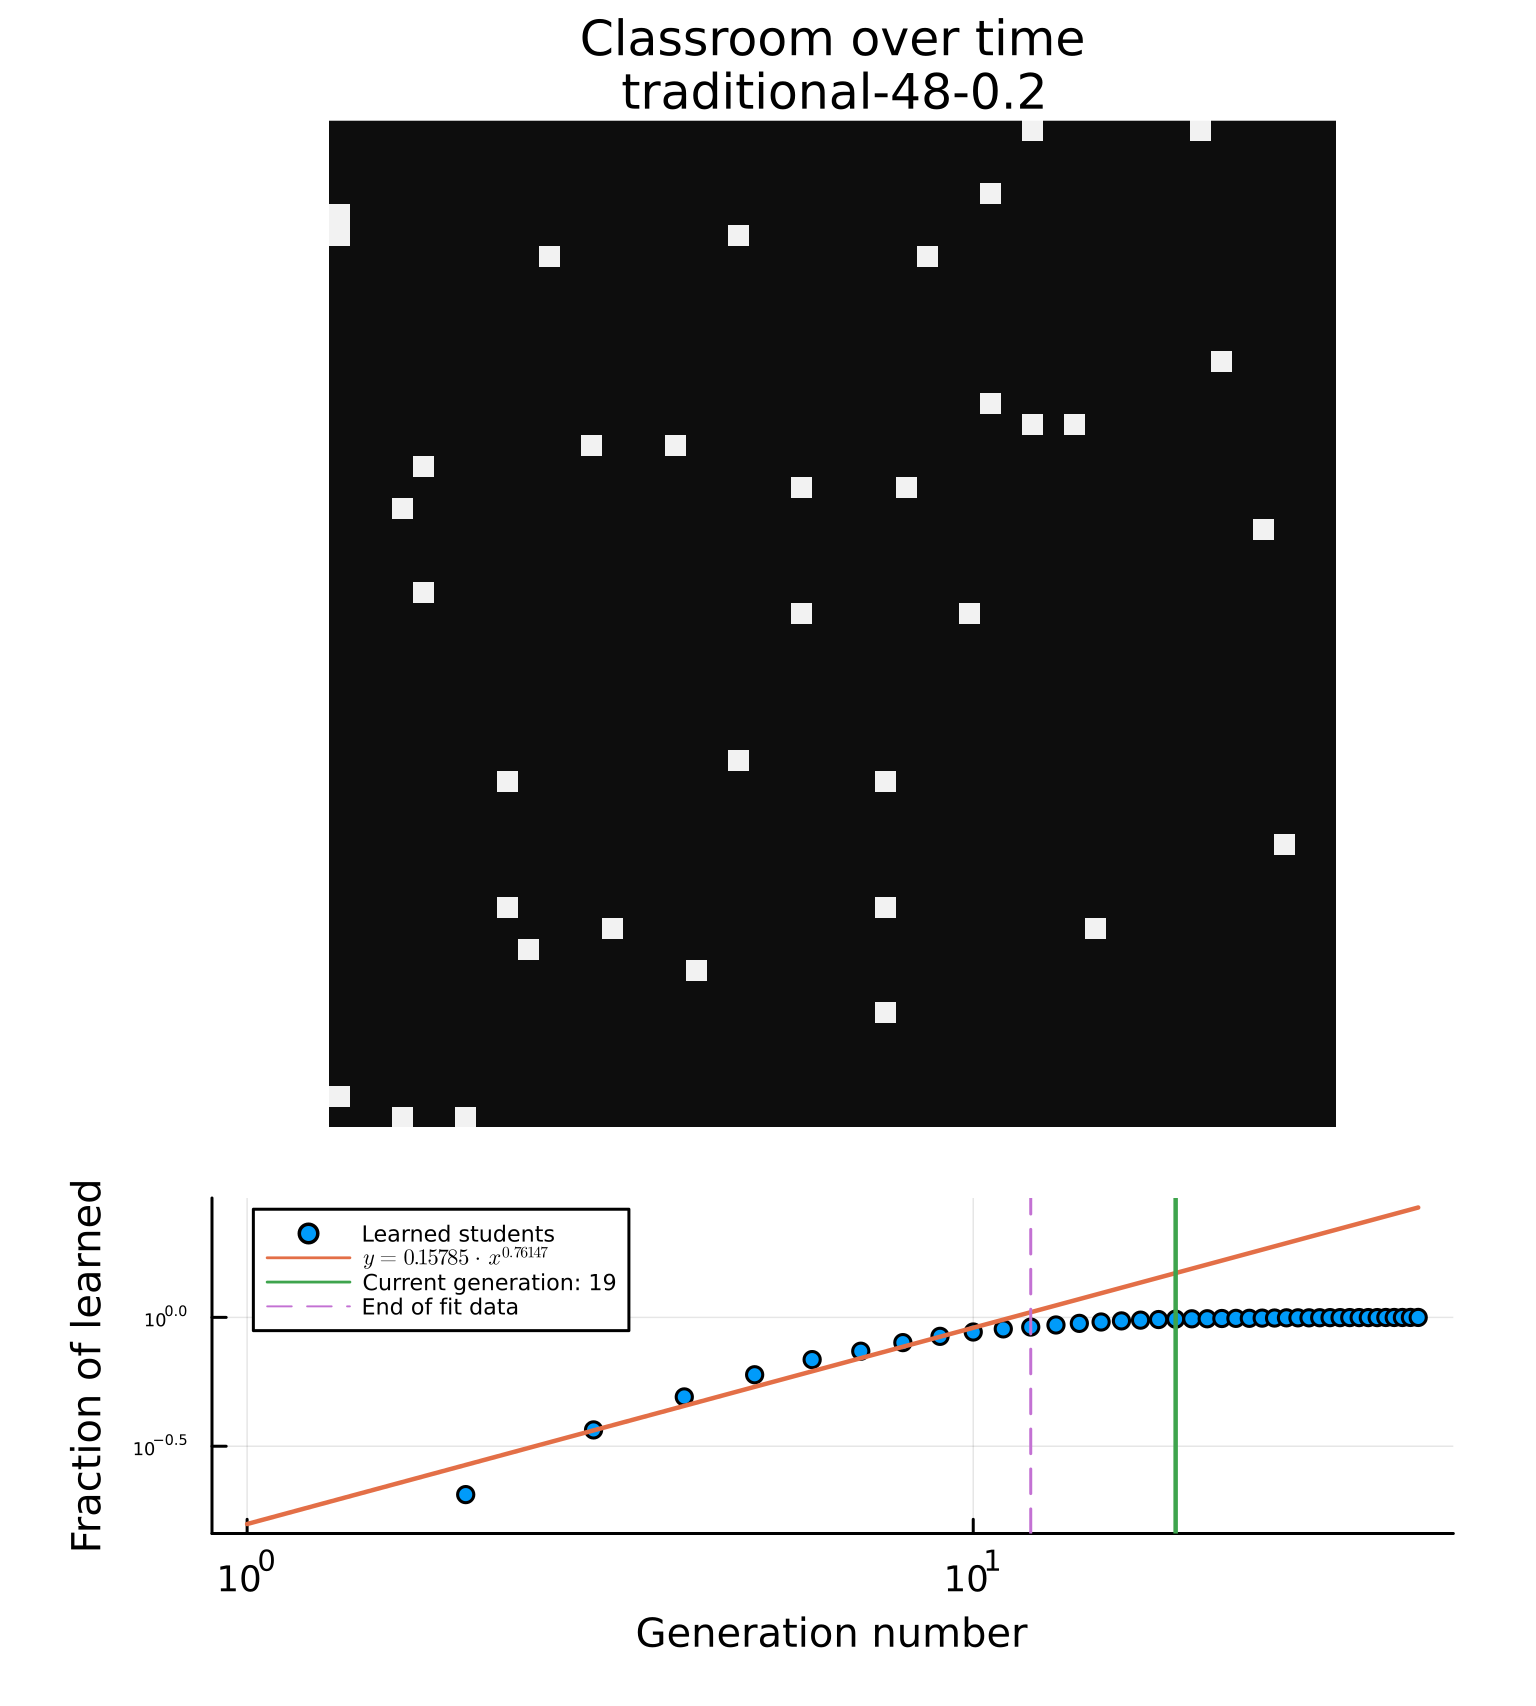 Classroom over time
traditional-48-0.2
Fraction of learned
Learned students
y = 0.15785 · x^0.76147
Current generation: 19
End of fit data
10^0.0
10^−0.5
10^0
10^1
Generation number